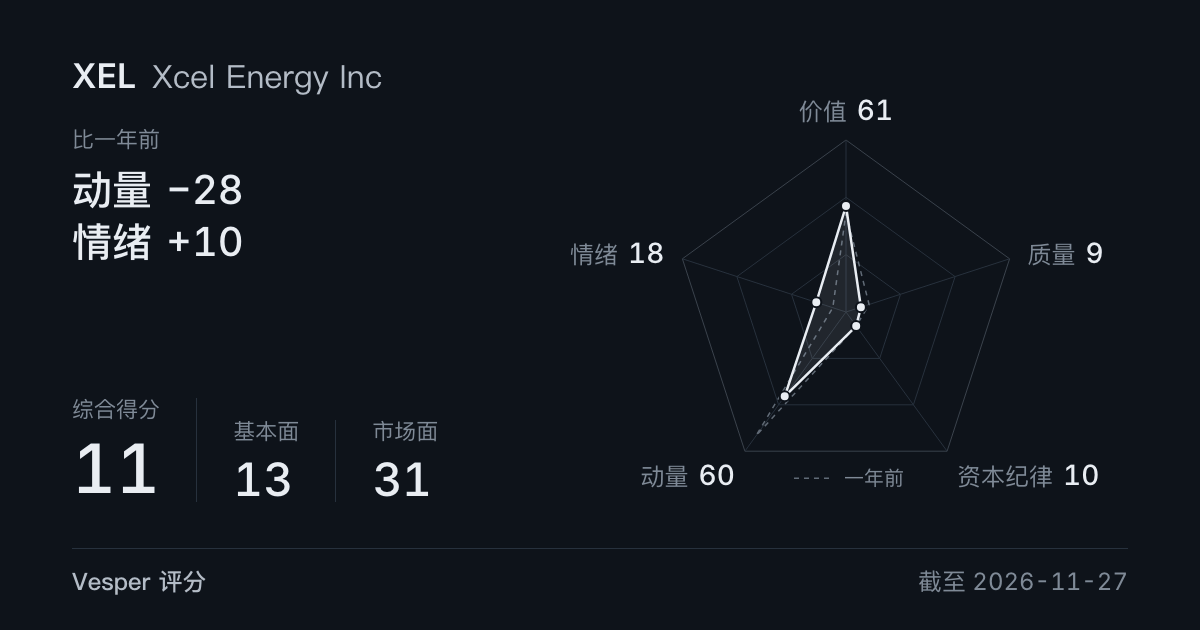 XEL Xcel Energy Inc
比一年前
动量 −28
情绪 +10
综合得分
11
基本面
13
市场面
31
价值 61
情绪 18
质量 9
动量 60
一年前
资本纪律 10
Vesper 评分
截至 2026-11-27